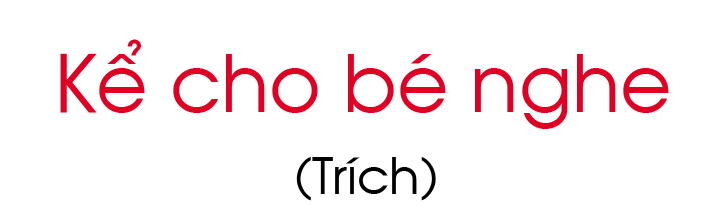 Kể cho bé nghe
(Trích)